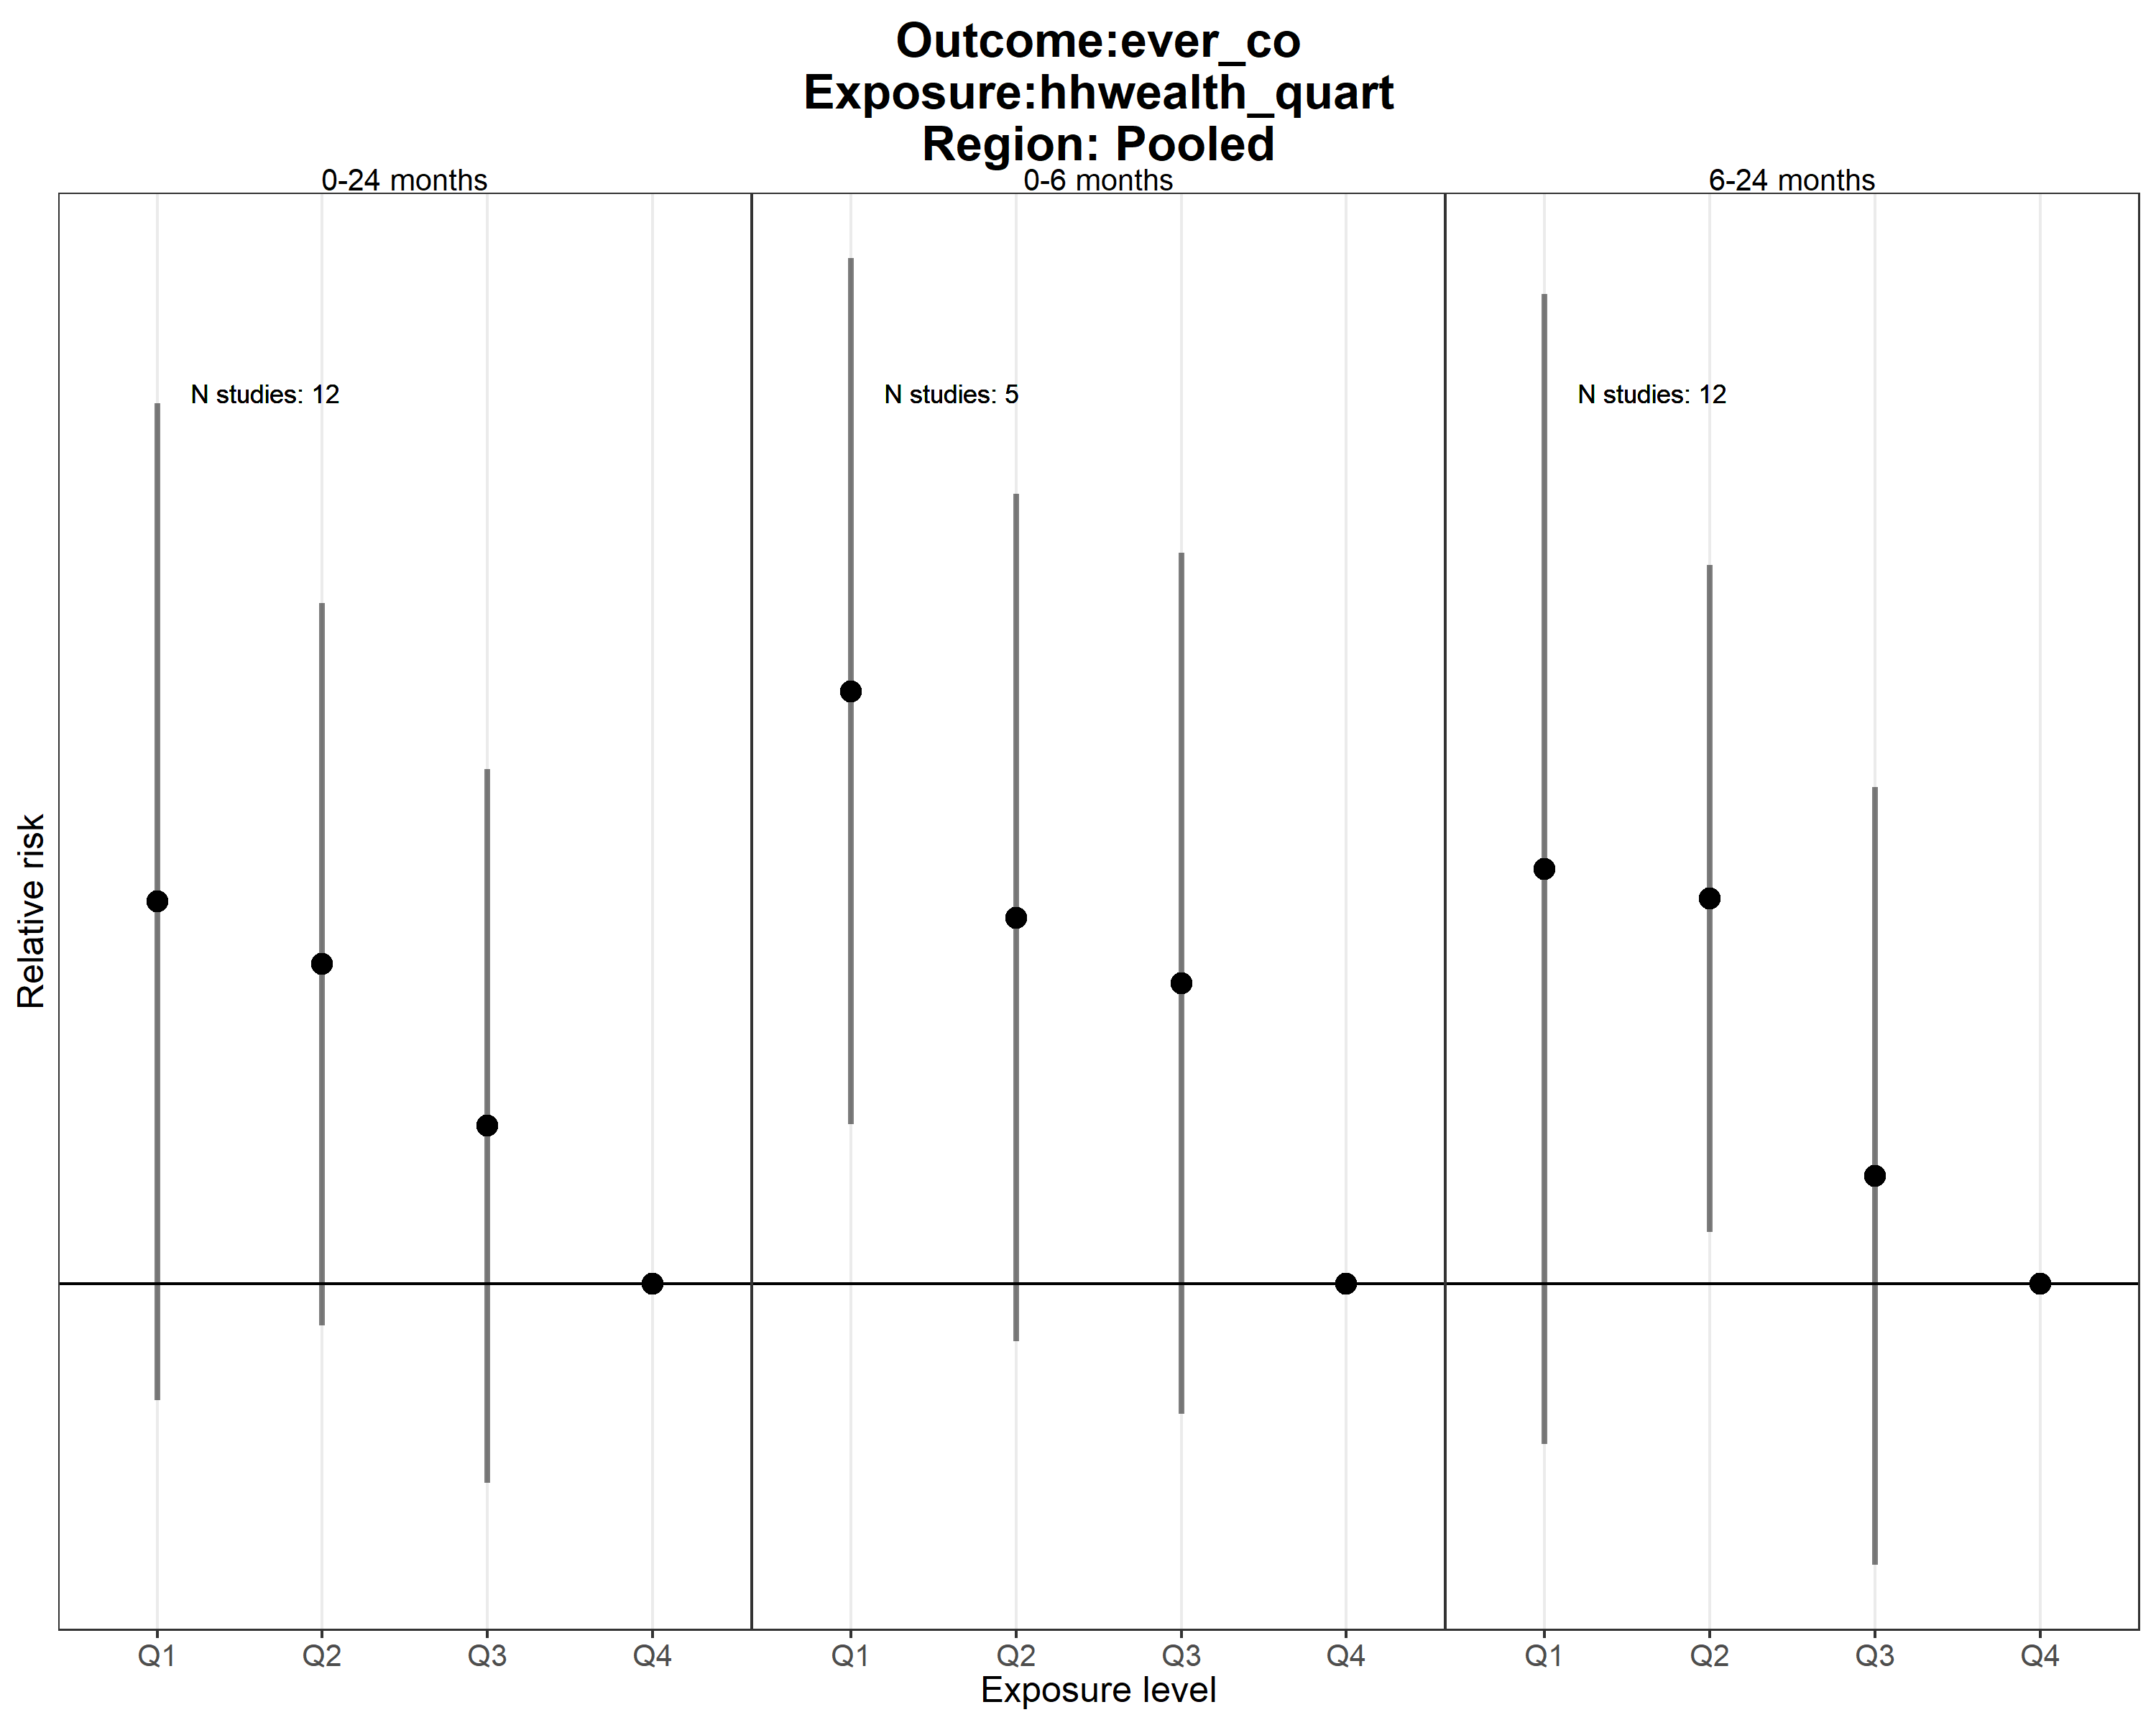 Outcome:ever_co
Exposure:hhwealth_quart
Region: Pooled
0-24 months
0-6 months
6-24 months
N studies: 12
N studies: 5
N studies: 12
Relative risk
Q1 Q2 Q3 Q4 Q1 Q2 Q3 Q4 Q1 Q2 Q3 Q4
Exposure level